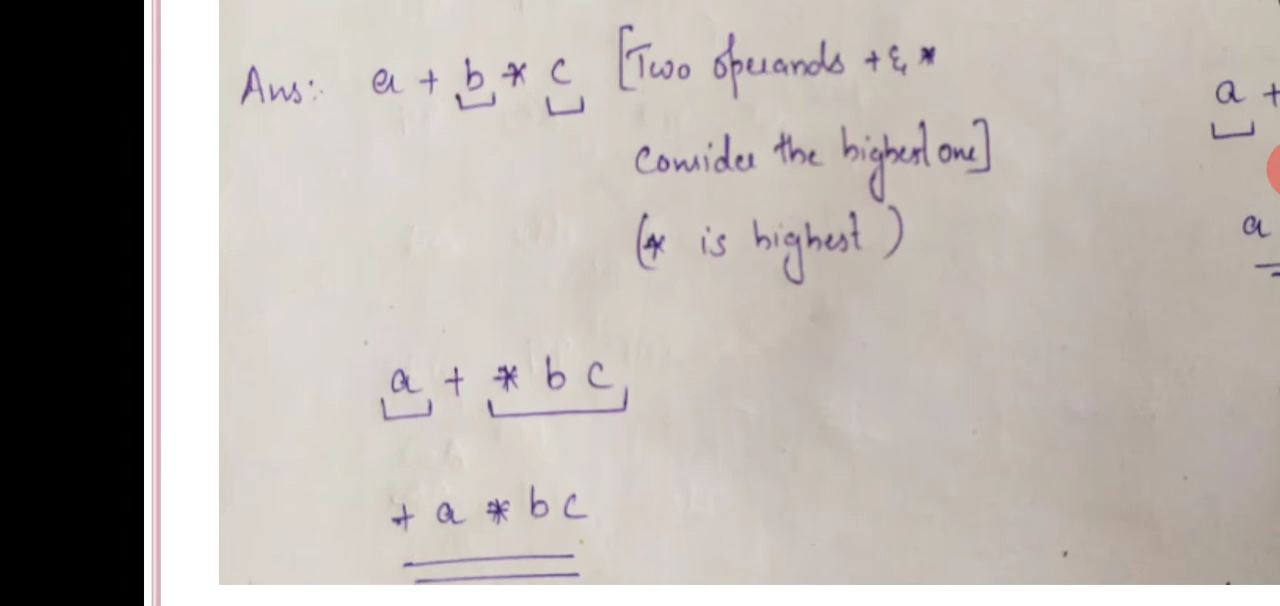 Ans:- a + b * c [Two operands + & *
Consider the highest one]
(* is highest)
a + * b c
+ a * b c
a +
a